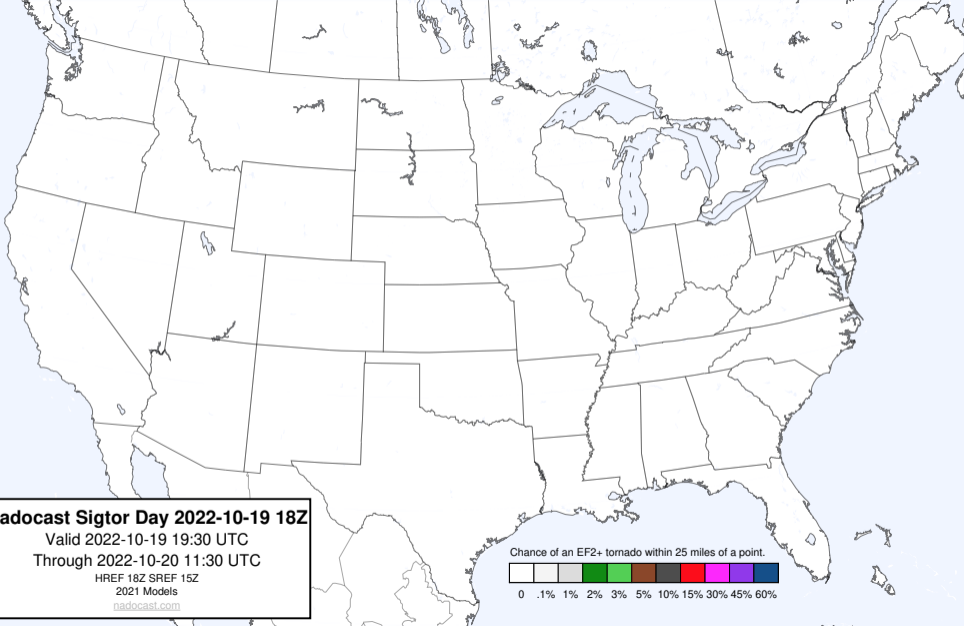 adocast Sigtor Day 2022-10-19 18Z
Valid 2022-10-19 19:30 UTC
Through 2022-10-20 11:30 UTC
HREF 18Z SREF 15Z
2021 Models
nadocast.com
Chance of an EF2+ tornado within 25 miles of a point.
0 .1% 1% 2% 3% 5% 10% 15% 30% 45% 60%